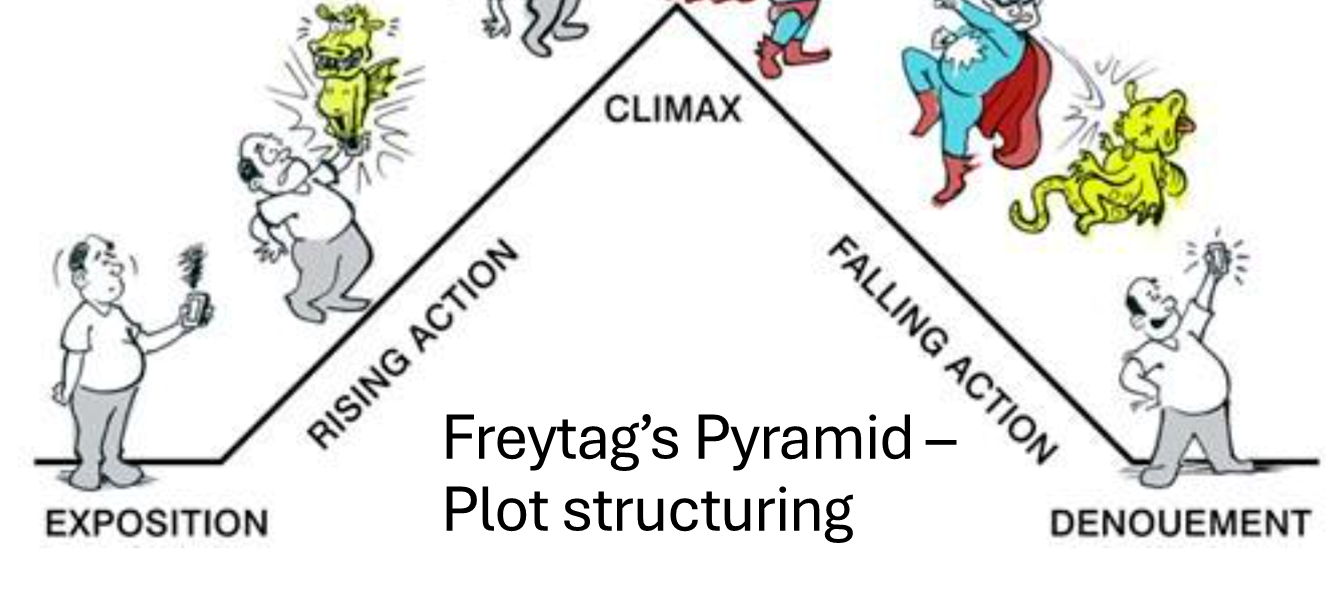 CLIMAX
RISING ACTION
FALLING ACTION
Freytag’s Pyramid –
Plot structuring
EXPOSITION
DENOUEMENT